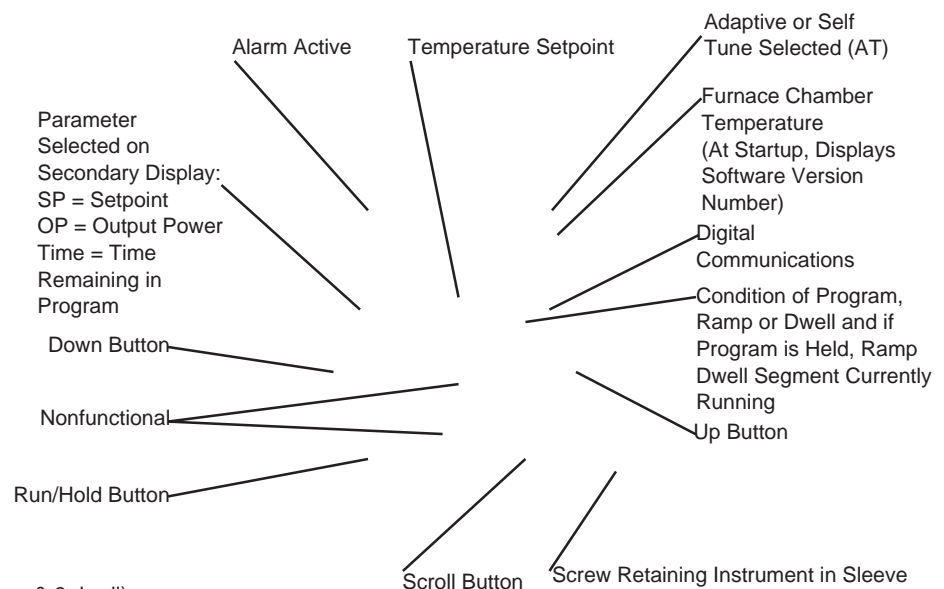 Alarm Active
Temperature Setpoint
Adaptive or Self
Tune Selected (AT)
Furnace Chamber
Temperature
(At Startup, Displays
Software Version
Number)
Parameter
Selected on
Secondary Display:
SP = Setpoint
OP = Output Power
Time = Time
Remaining in
Program
Digital
Communications
Condition of Program,
Ramp or Dwell and if
Program is Held, Ramp
Dwell Segment Currently
Running
Down Button
Nonfunctional
Up Button
Run/Hold Button
Scroll Button
Screw Retaining Instrument in Sleeve